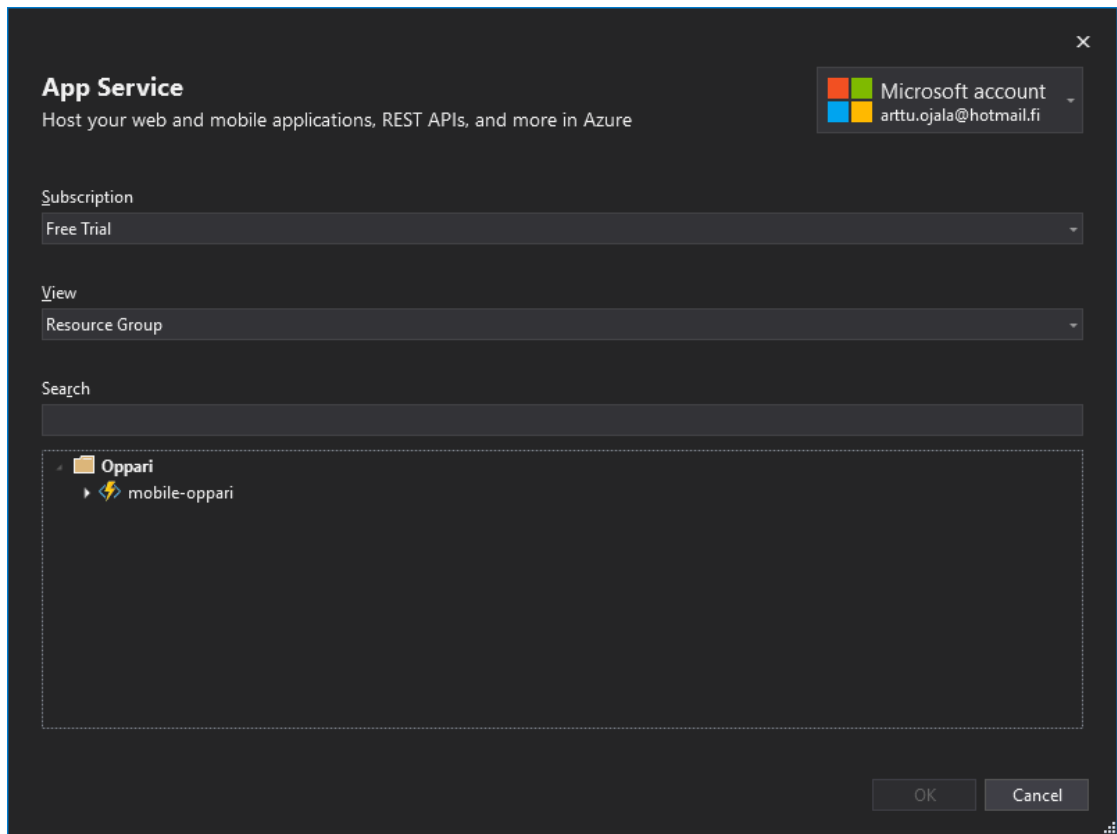 App Service
Host your web and mobile applications, REST APIs, and more in Azure
Microsoft account
arttu.ojala@hotmail.fi
Subscription
Free Trial
View
Resource Group
Search
Oppari
mobile-oppari
OK
Cancel